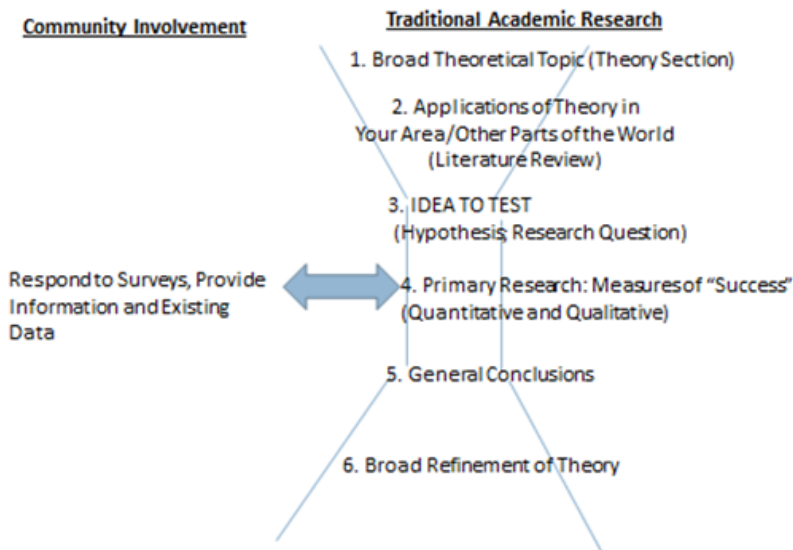 Community Involvement
Traditional Academic Research
1. Broad Theoretical Topic (Theory Section)
2. Applications of Theory in
Your Area/Other Parts of the World
(Literature Review)
3. IDEA TO TEST
(Hypothesis; Research Question)
Respond to Surveys, Provide
Information and Existing
Data
4. Primary Research: Measures of “Success”
(Quantitative and Qualitative)
5. General Conclusions
6. Broad Refinement of Theory